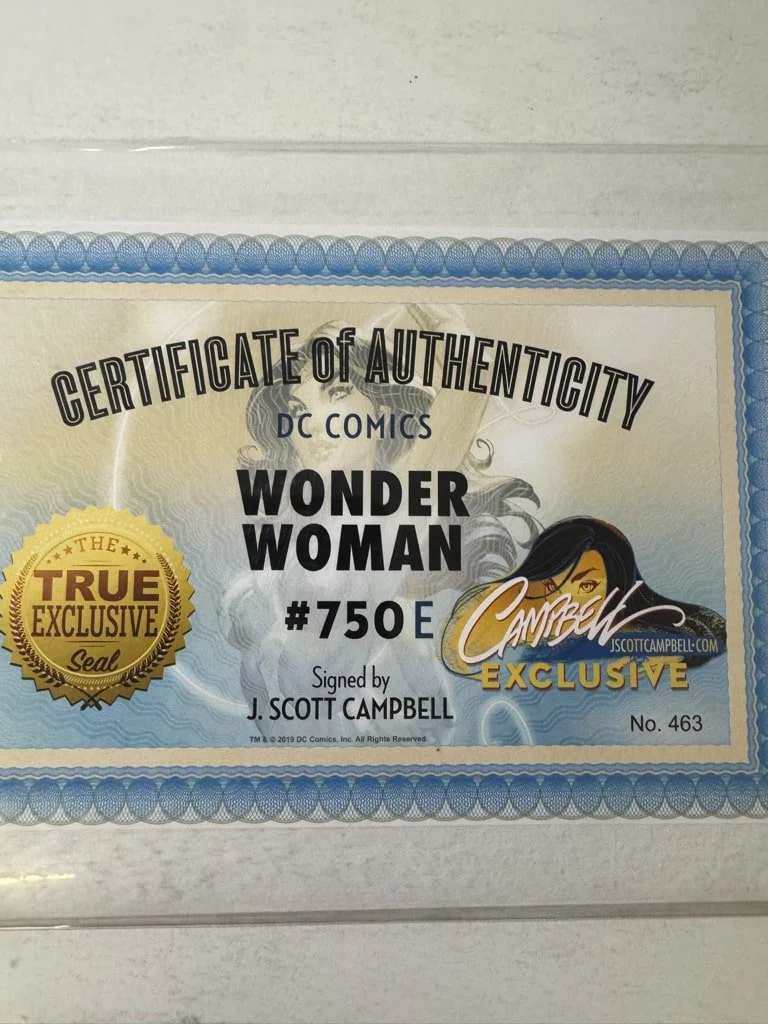 CERTIFICATE of AUTHENTICITY
DC COMICS
WONDER
WOMAN
#750 E
THE
TRUE
EXCLUSIVE
Seal
CAMPBELL
JSCOTTCAMPBELL.COM
EXCLUSIVE
Signed by
J. SCOTT CAMPBELL
No. 463
TM & © 2019 DC Comics, Inc. All Rights Reserved.